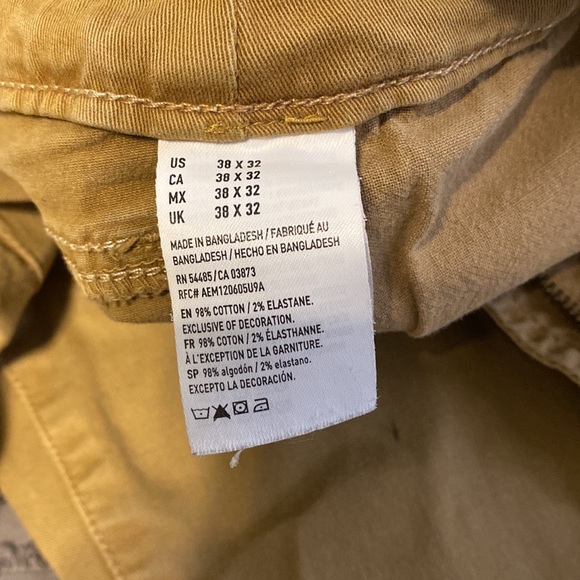 US 38 X 32
CA 38 X 32
MX 38 X 32
UK 38 X 32
MADE IN BANGLADESH / FABRIQUÉ AU
BANGLADESH / HECHO EN BANGLADESH
RN 54485/CA 03873
RFC# AEM120605U9A
EN 98% COTTON / 2% ELASTANE.
EXCLUSIVE OF DECORATION.
FR 98% COTON / 2% ÉLASTHANNE.
À L'EXCEPTION DE LA GARNITURE.
SP 98% algodón / 2% elastane.
EXCEPTO LA DECORACIÓN.